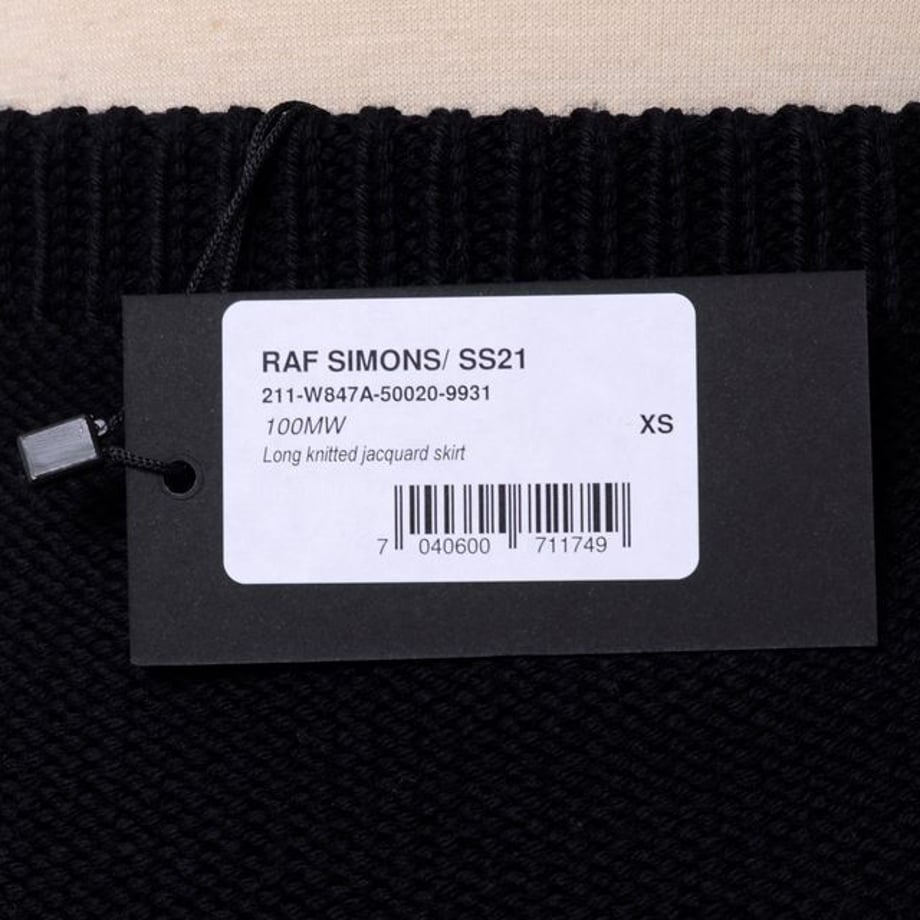 RAF SIMONS/ SS21
211-W847A-50020-9931
100MW
XS
Long knitted jacquard skirt
7 040600 711749